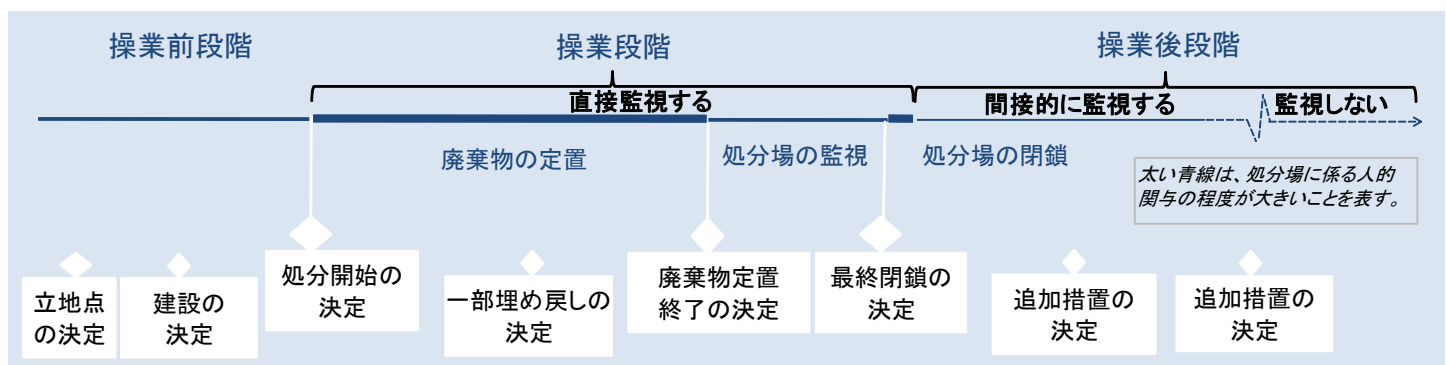 操業前段階
操業段階
操業後段階
直接監視する
間接的に監視する
監視しない
廃棄物の定置
処分場の監視
処分場の閉鎖
太い青線は、処分場に係る人的
関与の程度が大きいことを表す。
立地点
の決定
建設の
決定
処分開始の
決定
一部埋め戻しの
決定
廃棄物定置
終了の決定
最終閉鎖の
決定
追加措置の
決定
追加措置の
決定